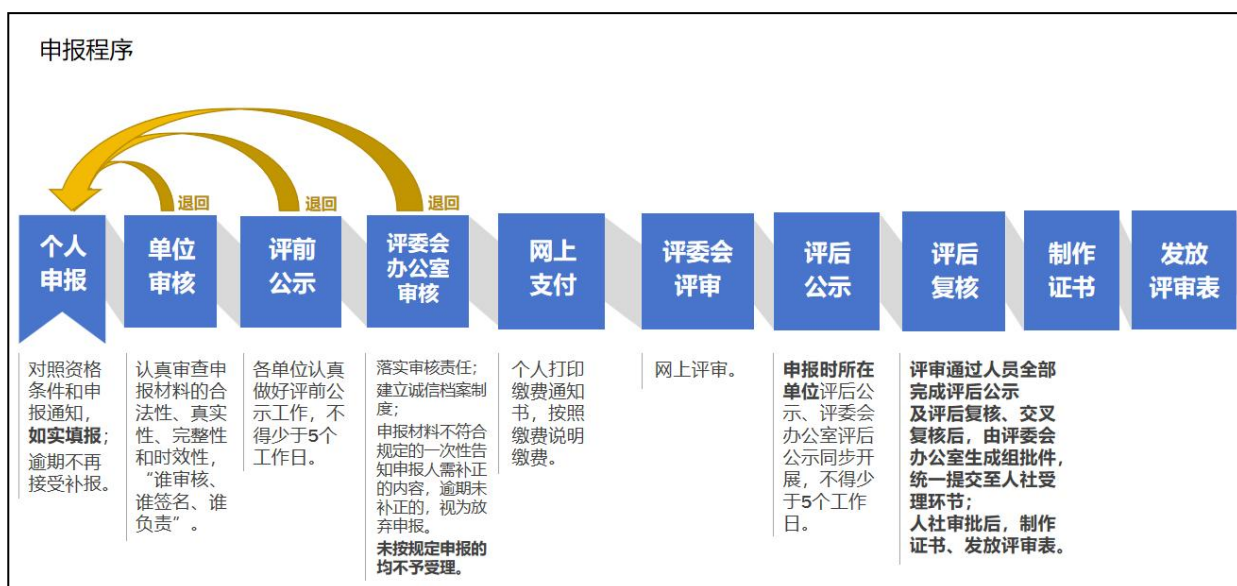 申报程序
退回
退回
退回
个人
申报
单位
审核
评前
公示
评委会
办公室
审核
网上
支付
评委会
评审
评后
公示
评后
复核
制作
证书
发放
评审表
对照资格
条件和申
报通知，
如实填报；
逾期不再
接受补报。
认真审查申
报材料的合
法性、真实
性、完整性
和时效性，
“谁审核、
谁签名、谁
负责”。
各单位认真
做好评前公
示工作，不
得少于5个
工作日。
落实审核责任；
建立诚信档案制
度；
申报材料不符合
规定的一次性告
知申报人需补正
的内容，逾期未
补正的，视为放
弃申报。
未按规定申报的
均不予受理。
个人打印
缴费通知
书，按照
缴费说明
缴费。
网上评审。
申报时所在
单位评后公
示、评委会
办公室评后
公示同步开
展，不得少
于5个工作
日。
评审通过人员全部
完成评后公示
及评后复核、交叉
复核后，由评委会
办公室生成组批件，
统一提交至人社受
理环节；
人社审批后，制作
证书、发放评审表。